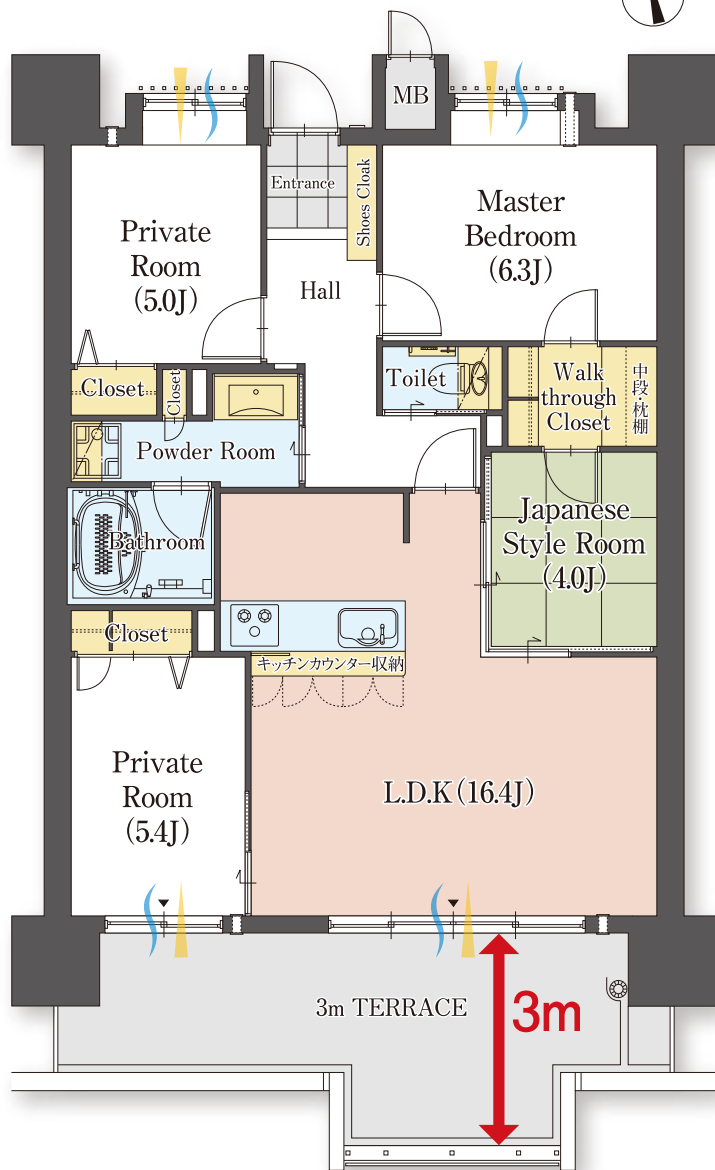 MB
Entrance
Shoes Cloak
Private
Room
(5.0J)
Master
Bedroom
(6.3J)
Hall
Closet
Closet
Toilet
Walk
through
Closet
中段・枕棚
Powder Room
Japanese
Style Room
(4.0J)
Bathroom
Closet
キッチンカウンター収納
Private
Room
(5.4J)
L.D.K(16.4J)
3m TERRACE
3m